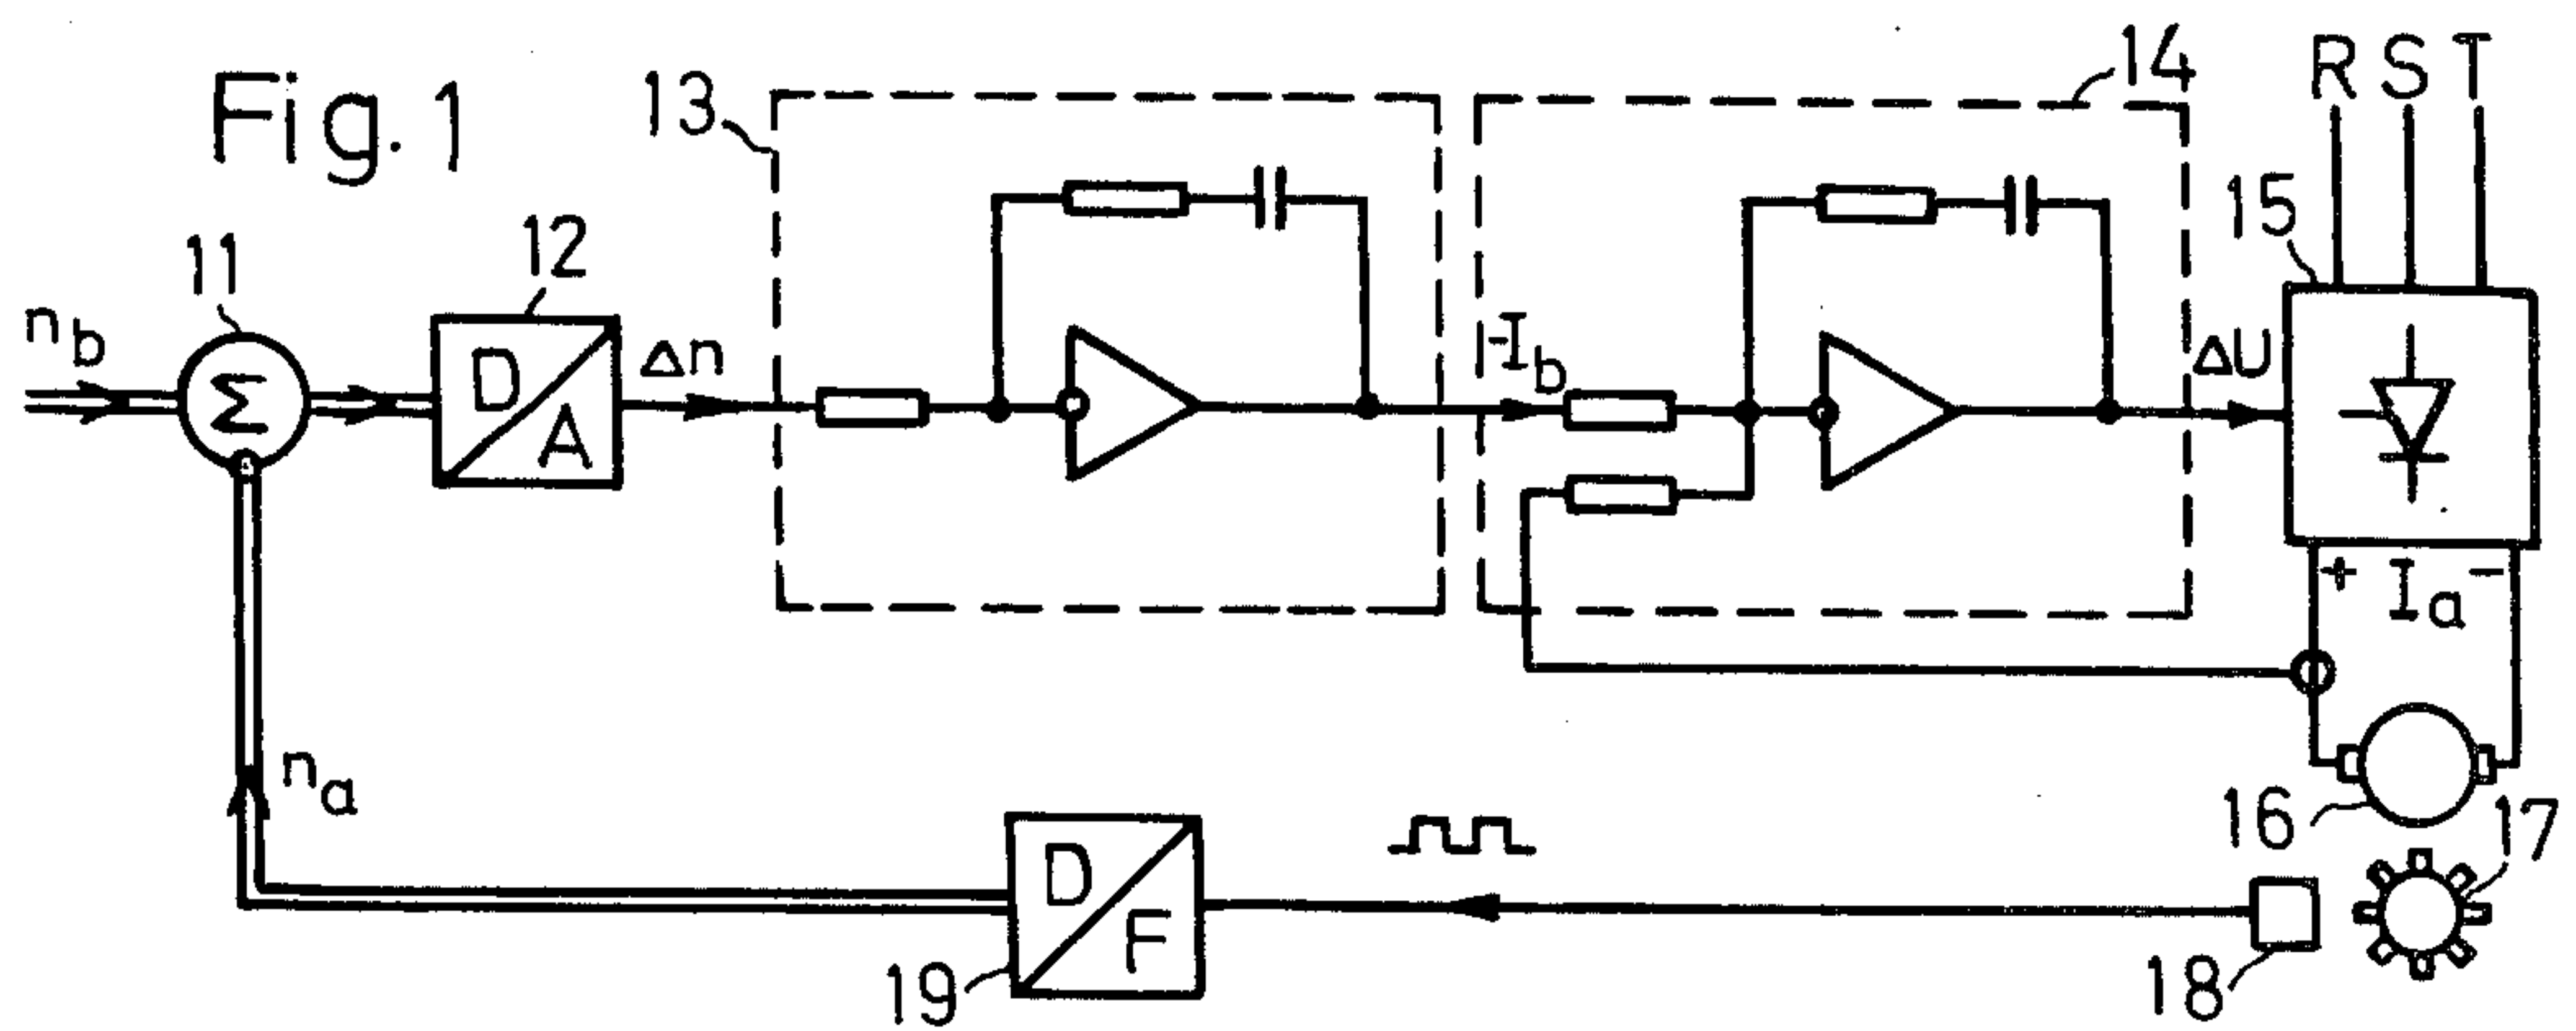 Fig. 1
13
14
R S T
11
12
15
n_b
Σ
D
A
Δn
-I_b
ΔU
+ I_a -
n_a
D
F
16
17
18
19